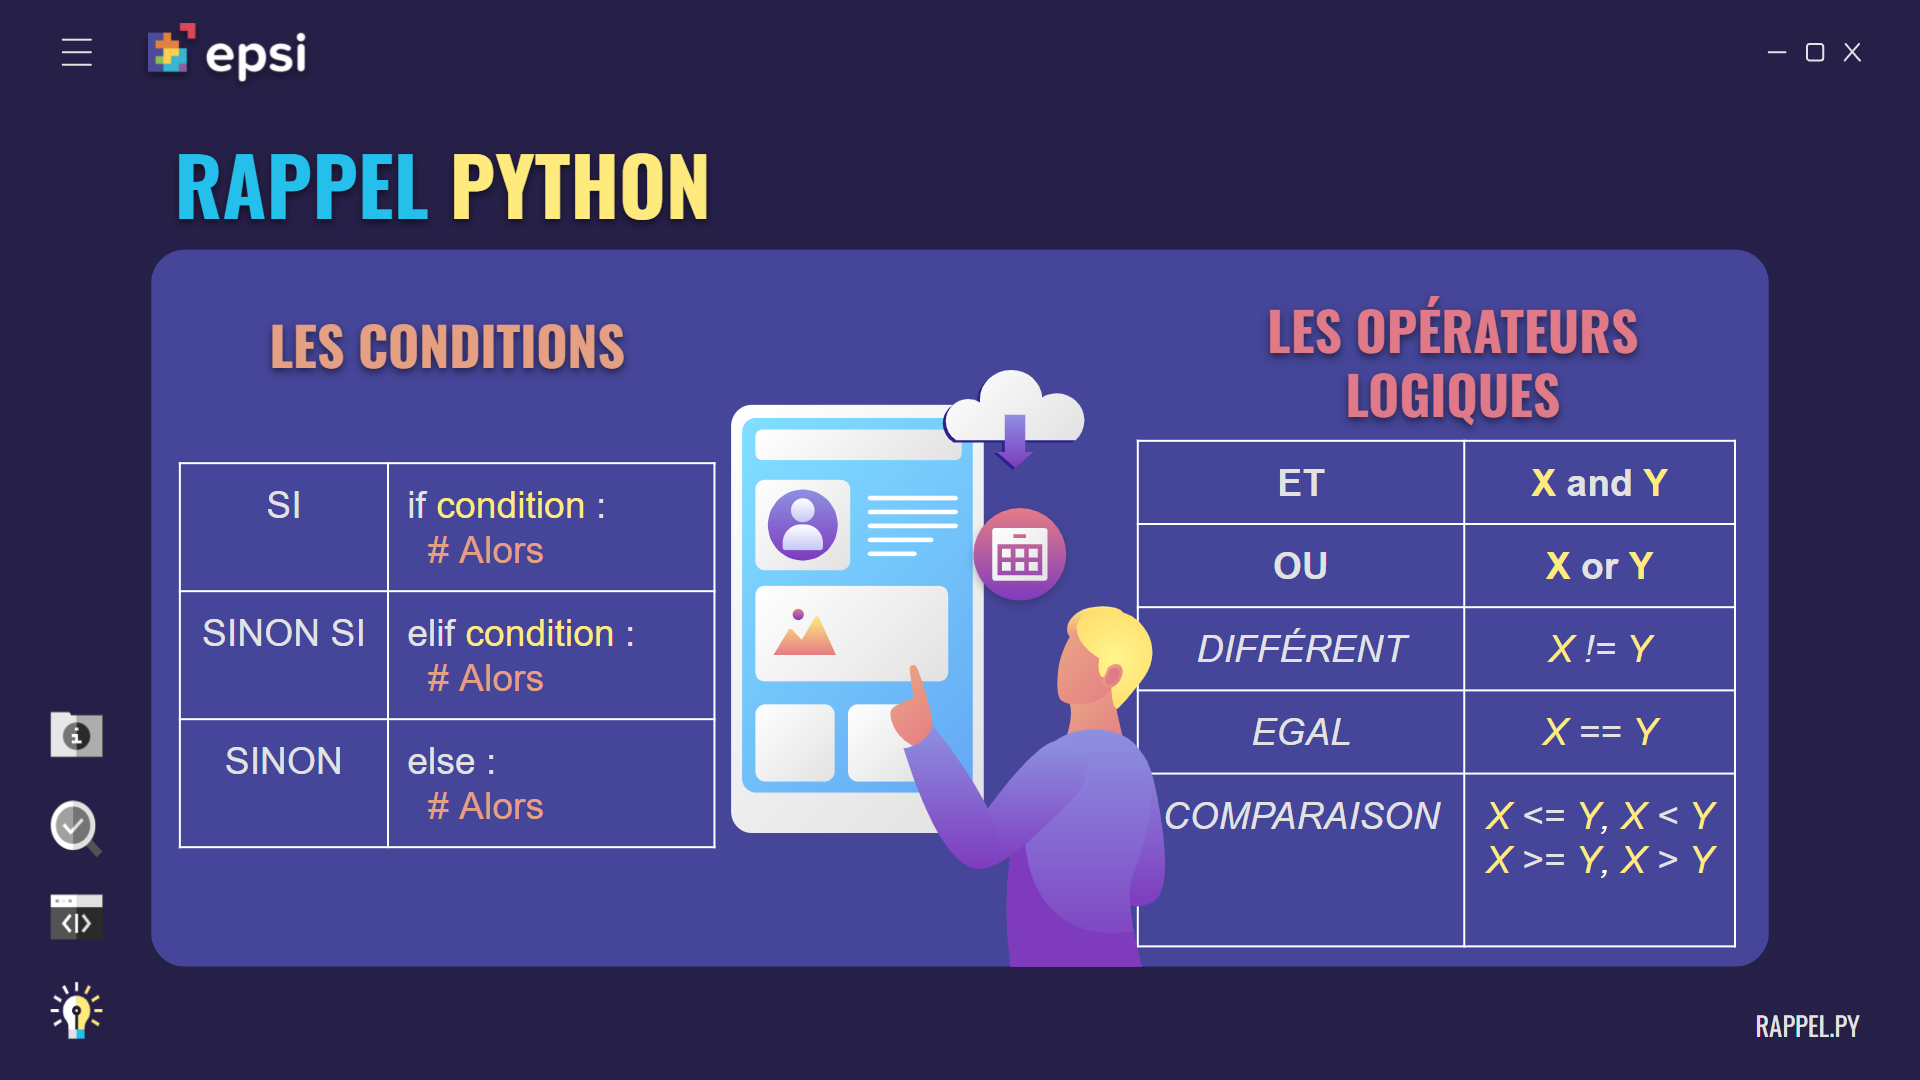 epsi
RAPPEL PYTHON
LES CONDITIONS
SI
if condition :
# Alors
SINON SI
elif condition :
# Alors
SINON
else :
# Alors
LES OPÉRATEURS
LOGIQUES
ET
X and Y
OU
X or Y
DIFFÉRENT
X != Y
EGAL
X == Y
COMPARAISON
X <= Y, X < Y
X >= Y, X > Y
RAPPEL.PY